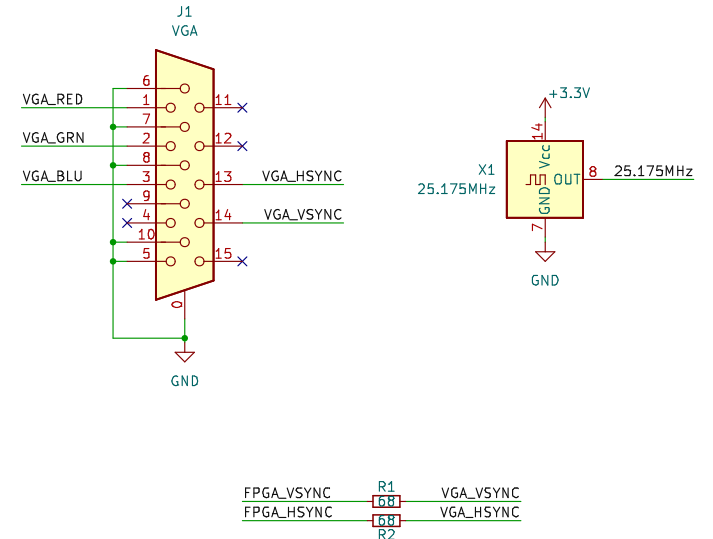 J1
VGA
6
VGA_RED 1 11
7
VGA_GRN 2 12
8
VGA_BLU 3 13 VGA_HSYNC
9
4 14 VGA_VSYNC
10
5 15
0
GND
+3.3V
14
Vcc
X1
25.175MHz
OUT 8 25.175MHz
GND
7
GND
R1
FPGA_VSYNC 68 VGA_VSYNC
FPGA_HSYNC 68 VGA_HSYNC
R2